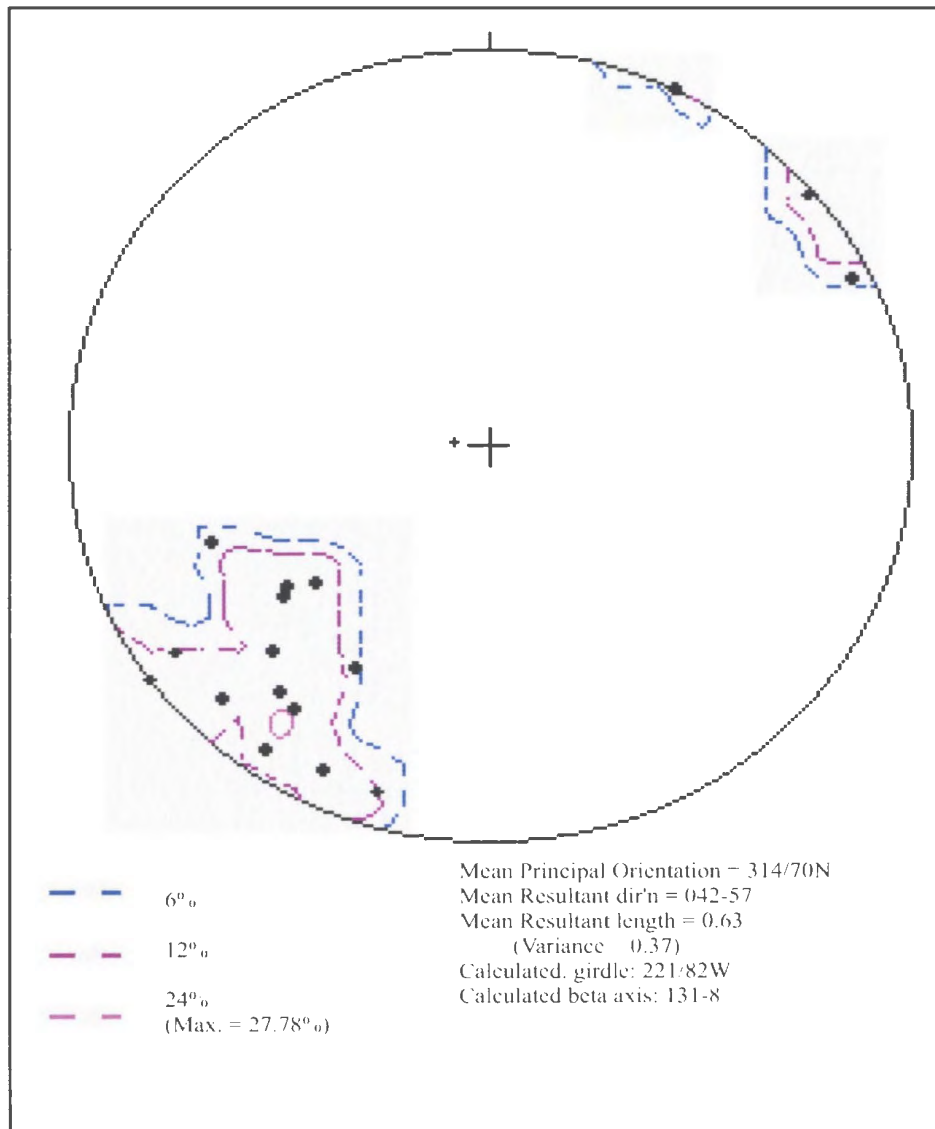 6%
12%
24%
(Max. = 27.78%)
Mean Principal Orientation = 314/70N
Mean Resultant dir'n = 042-57
Mean Resultant length = 0.63
(Variance 0.37)
Calculated. girdle: 221/82W
Calculated beta axis: 131-8